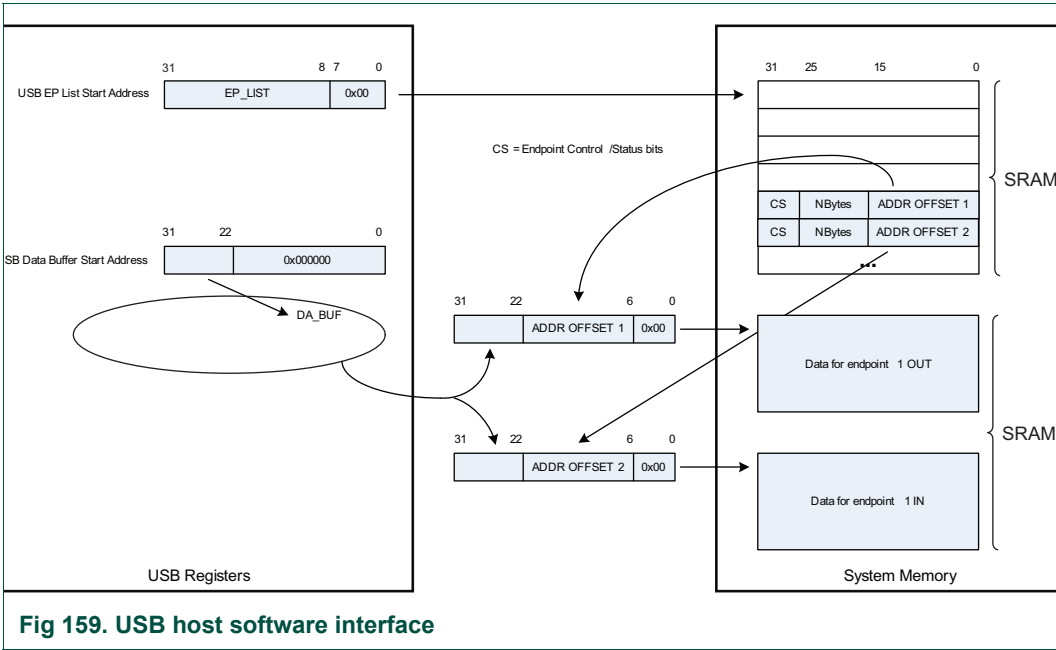 31 8 7 0
USB EP List Start Address EP_LIST 0x00
31 25 15 0
CS = Endpoint Control /Status bits
SRAM
CS NBytes ADDR OFFSET 1
CS NBytes ADDR OFFSET 2
...
31 22 0
SB Data Buffer Start Address 0x000000
DA_BUF
31 22 6 0
ADDR OFFSET 1 0x00
Data for endpoint 1 OUT
SRAM
31 22 6 0
ADDR OFFSET 2 0x00
Data for endpoint 1 IN
USB Registers
System Memory
Fig 159. USB host software interface